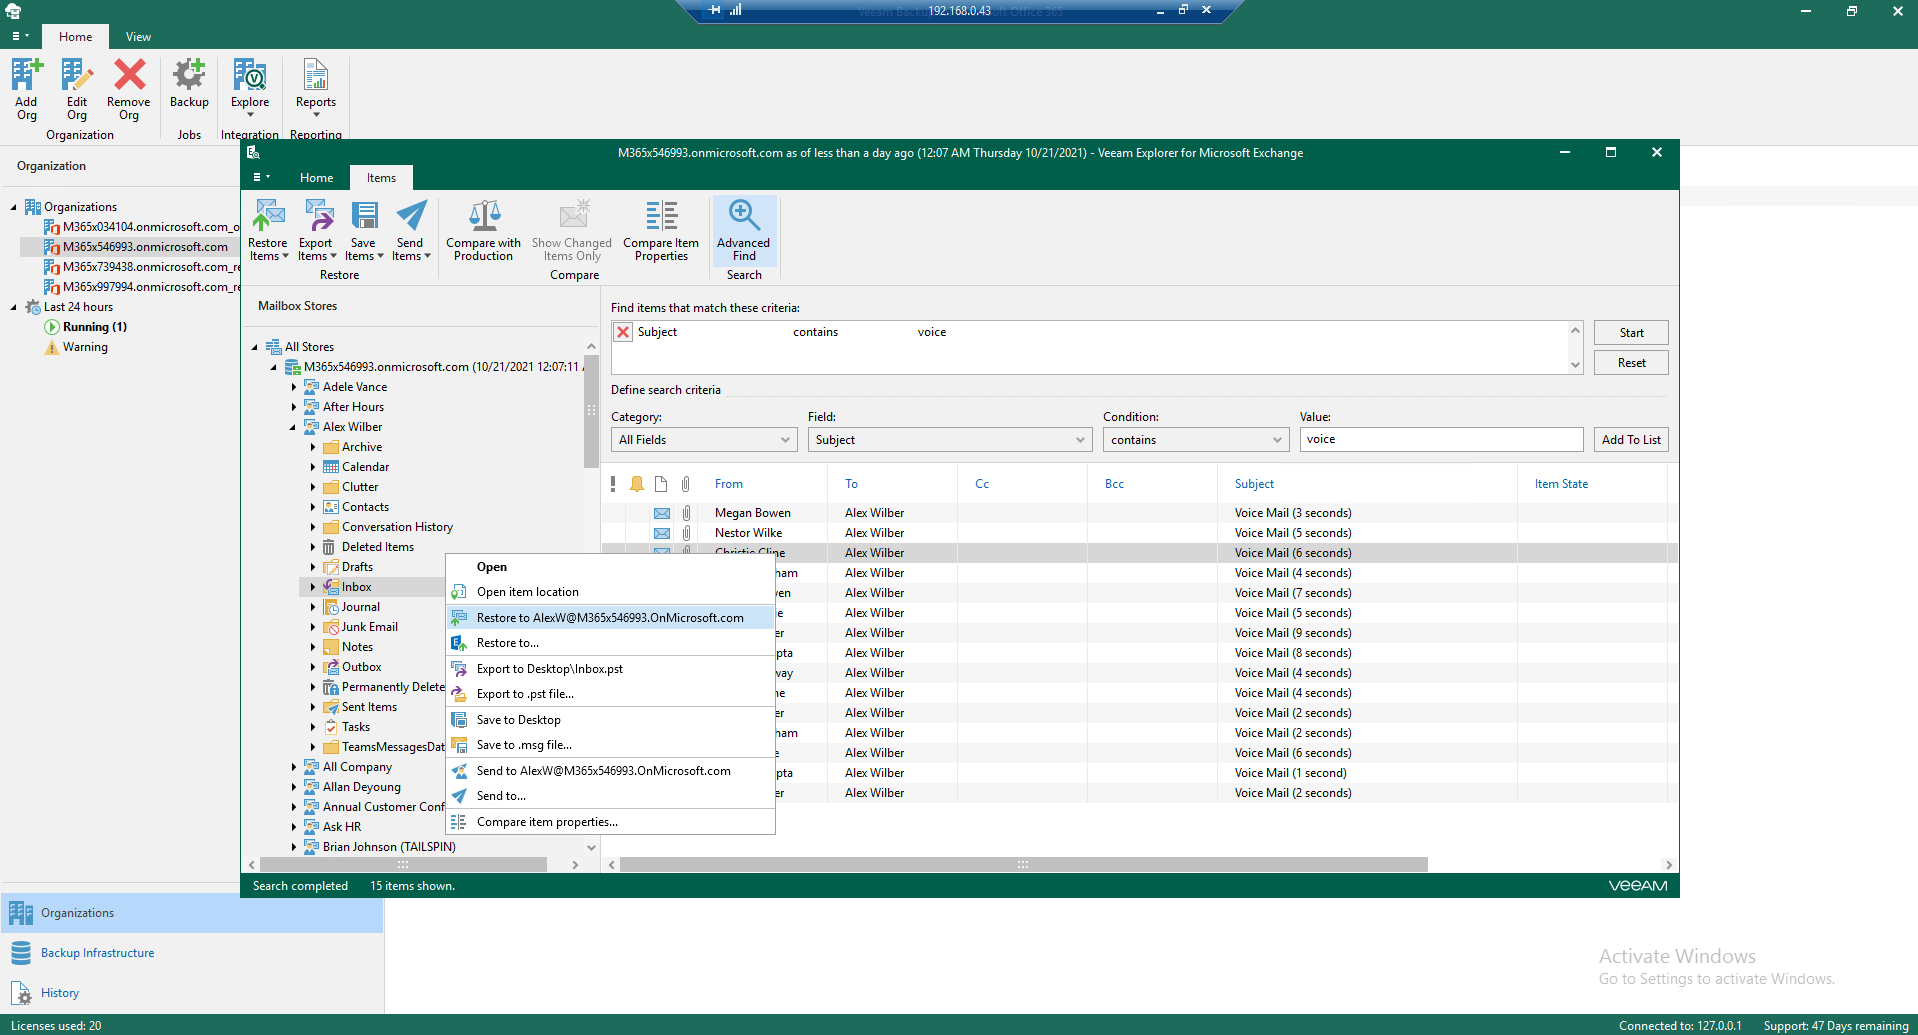 192.168.0.43
Home
View
Add
Org
Edit
Org
Remove
Org
Backup
Explore
Reports
Organization
Jobs
Integration
Reporting
Organization
Organizations
M365x034104.onmicrosoft.com_o
M365x546993.onmicrosoft.com
M365x739438.onmicrosoft.com_re
M365x997994.onmicrosoft.com_re
Last 24 hours
Running (1)
Warning
M365x546993.onmicrosoft.com as of less than a day ago (12:07 AM Thursday 10/21/2021) - Veeam Explorer for Microsoft Exchange
Home
Items
Restore
Items
Export
Items
Save
Items
Send
Items
Restore
Compare with
Production
Show Changed
Items Only
Compare Item
Properties
Compare
Advanced
Find
Search
Mailbox Stores
All Stores
M365x546993.onmicrosoft.com (10/21/2021 12:07:11
Adele Vance
After Hours
Alex Wilber
Archive
Calendar
Clutter
Contacts
Conversation History
Deleted Items
Drafts
Inbox
Journal
Junk Email
Notes
Outbox
Permanently Delete
Sent Items
Tasks
TeamsMessagesDat
All Company
Allan Deyoung
Annual Customer Conf
Ask HR
Brian Johnson (TAILSPIN)
Find items that match these criteria:
Subject contains voice
Start
Reset
Define search criteria
Category: Field: Condition: Value:
All Fields Subject contains voice Add To List
From To Cc Bcc Subject Item State
Megan Bowen Alex Wilber Voice Mail (3 seconds)
Nestor Wilke Alex Wilber Voice Mail (5 seconds)
Christie Cline Alex Wilber Voice Mail (6 seconds)
ham Alex Wilber Voice Mail (4 seconds)
ven Alex Wilber Voice Mail (7 seconds)
ie Alex Wilber Voice Mail (5 seconds)
er Alex Wilber Voice Mail (9 seconds)
pta Alex Wilber Voice Mail (8 seconds)
way Alex Wilber Voice Mail (4 seconds)
ne Alex Wilber Voice Mail (4 seconds)
er Alex Wilber Voice Mail (2 seconds)
ham Alex Wilber Voice Mail (2 seconds)
e Alex Wilber Voice Mail (6 seconds)
pta Alex Wilber Voice Mail (1 second)
er Alex Wilber Voice Mail (2 seconds)
Open
Open item location
Restore to AlexW@M365x546993.OnMicrosoft.com
Restore to...
Export to Desktop\Inbox.pst
Export to .pst file...
Save to Desktop
Save to .msg file...
Send to AlexW@M365x546993.OnMicrosoft.com
Send to...
Compare item properties...
Search completed 15 items shown.
VEEAM
Organizations
Backup Infrastructure
History
Activate Windows
Go to Settings to activate Windows.
Licenses used: 20
Connected to: 127.0.0.1 Support: 47 Days remaining